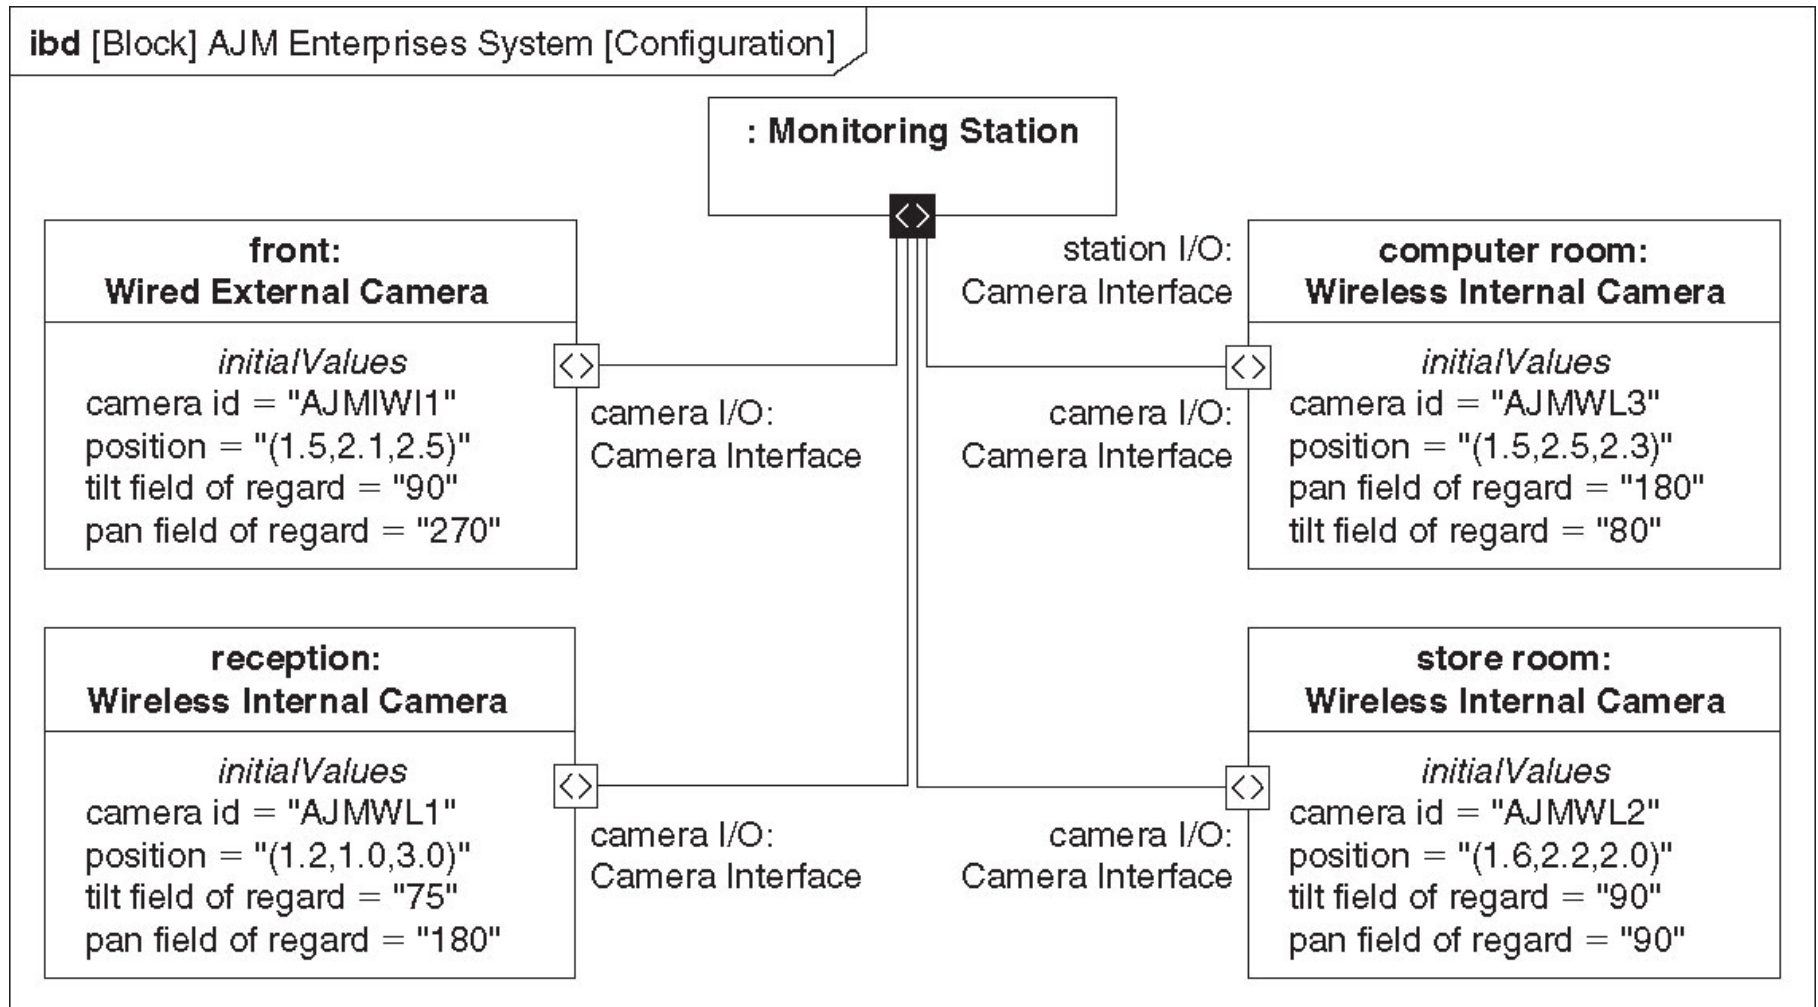 ibd [Block] AJM Enterprises System [Configuration]
: Monitoring Station
<>
front:
Wired External Camera
initialValues
camera id = "AJMIWI1"
position = "(1.5,2.1,2.5)"
tilt field of regard = "90"
pan field of regard = "270"
<>
camera I/O:
Camera Interface
station I/O:
Camera Interface
computer room:
Wireless Internal Camera
initialValues
camera id = "AJMWL3"
position = "(1.5,2.5,2.3)"
pan field of regard = "180"
tilt field of regard = "80"
<>
camera I/O:
Camera Interface
reception:
Wireless Internal Camera
initialValues
camera id = "AJMWL1"
position = "(1.2,1.0,3.0)"
tilt field of regard = "75"
pan field of regard = "180"
<>
camera I/O:
Camera Interface
store room:
Wireless Internal Camera
initialValues
camera id = "AJMWL2"
position = "(1.6,2.2,2.0)"
tilt field of regard = "90"
pan field of regard = "90"
<>
camera I/O:
Camera Interface